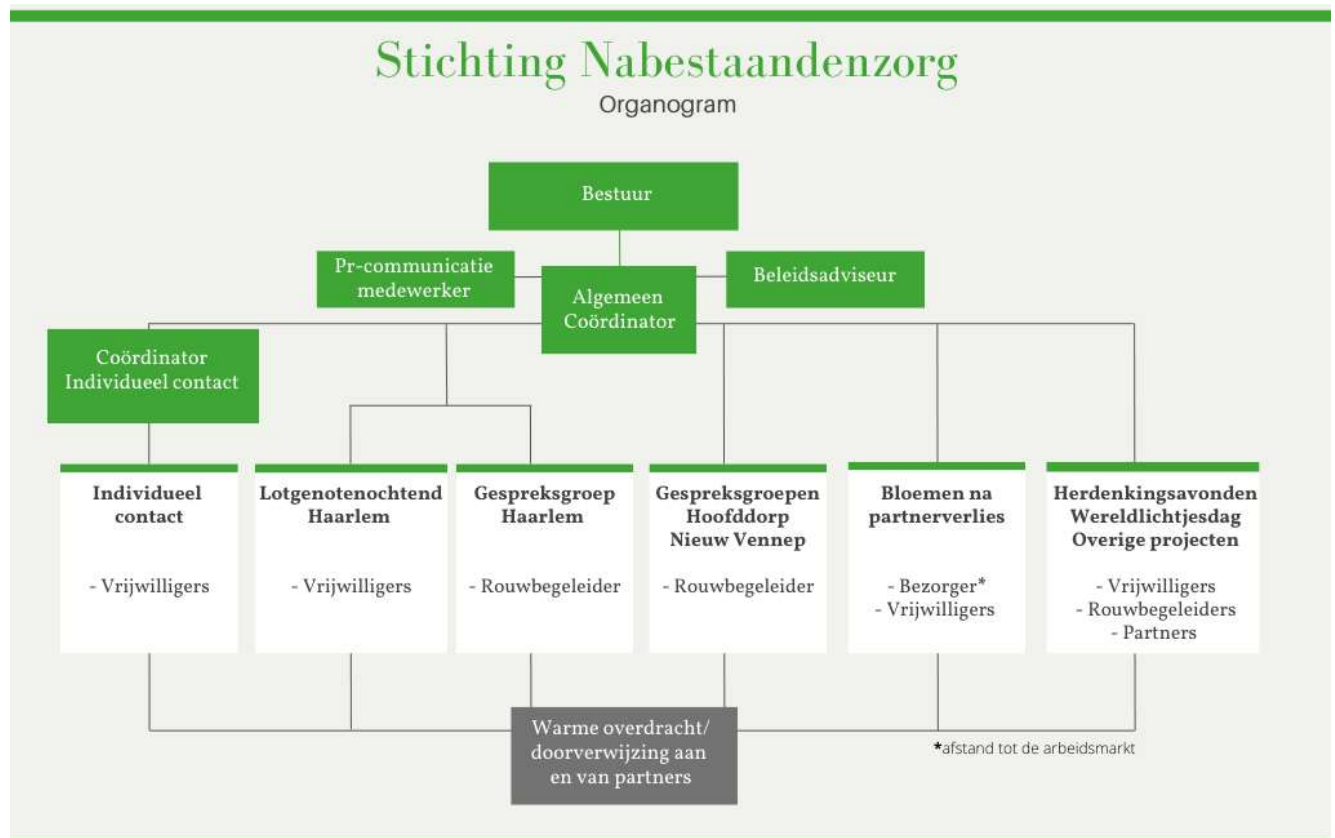 Stichting Nabestaandenzorg
Organogram
Bestuur
Pr-communicatie
medewerker
Algemeen
Coördinator
Beleidsadviseur
Coördinator
Individueel contact
Individueel
contact
- Vrijwilligers
Lotgenotenochtend
Haarlem
- Vrijwilligers
Gespreksgroep
Haarlem
- Rouwbegeleider
Gespreksgroepen
Hoofddorp
Nieuw Vennep
- Rouwbegeleider
Bloemen na
partnerverlies
- Bezorger*
- Vrijwilligers
Herdenkingsavonden
Wereldlichtjesdag
Overige projecten
- Vrijwilligers
- Rouwbegeleiders
- Partners
Warme overdracht/
doorverwijzing aan
en van partners
*afstand tot de arbeidsmarkt